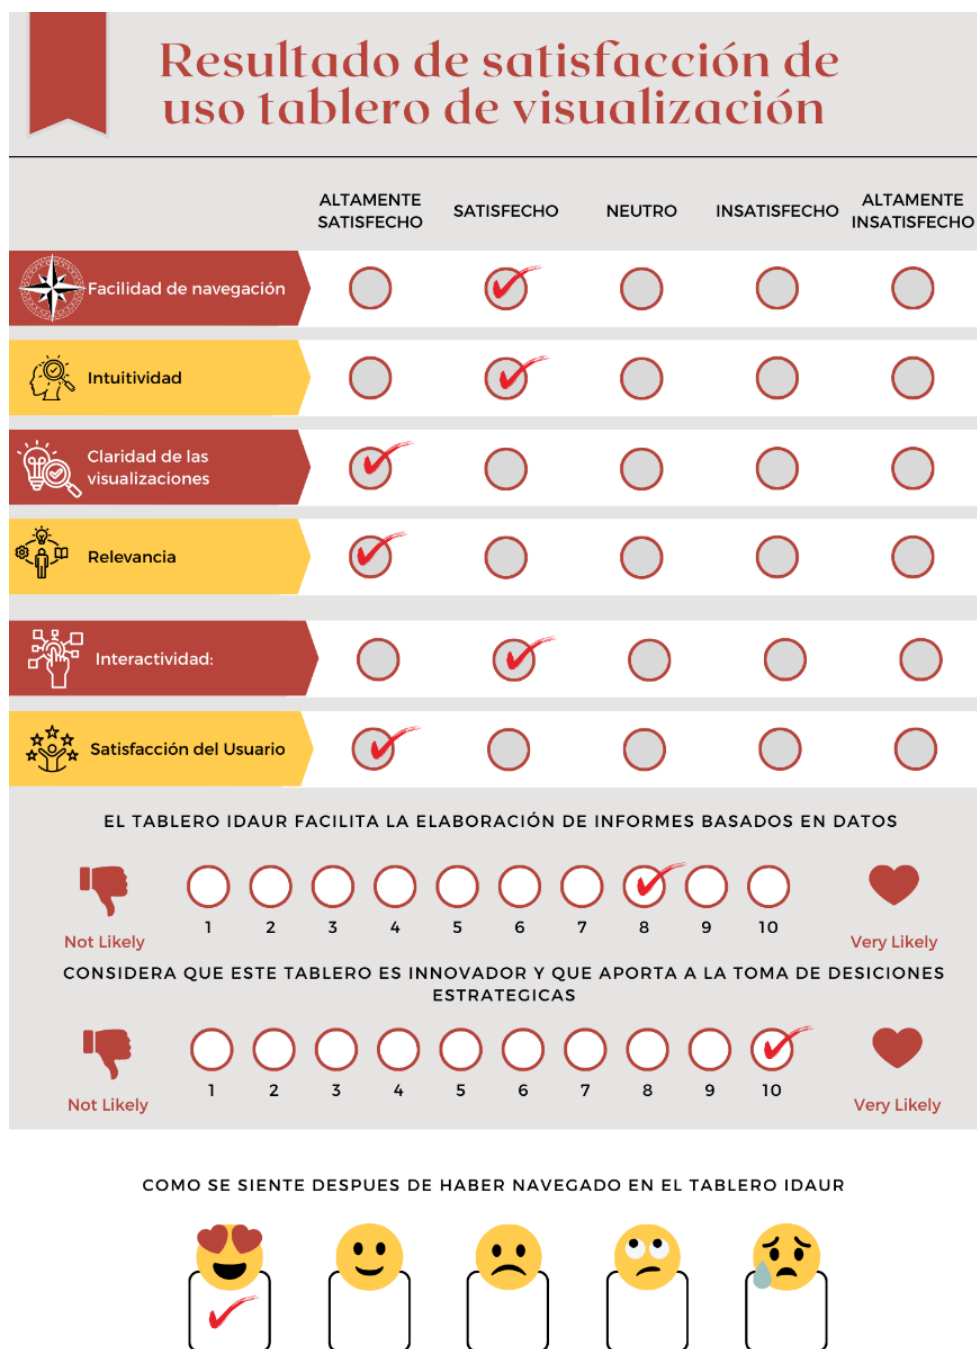 Resultado de satisfacción de
uso tablero de visualización
ALTAMENTE
SATISFECHO
SATISFECHO
NEUTRO
INSATISFECHO
ALTAMENTE
INSATISFECHO
Facilidad de navegación
Intuitividad
Claridad de las
visualizaciones
Relevancia
Interactividad:
Satisfacción del Usuario
EL TABLERO IDAUR FACILITA LA ELABORACIÓN DE INFORMES BASADOS EN DATOS
1 2 3 4 5 6 7 8 9 10
Not Likely
Very Likely
CONSIDERA QUE ESTE TABLERO ES INNOVADOR Y QUE APORTA A LA TOMA DE DESICIONES
ESTRATEGICAS
1 2 3 4 5 6 7 8 9 10
Not Likely
Very Likely
COMO SE SIENTE DESPUES DE HABER NAVEGADO EN EL TABLERO IDAUR